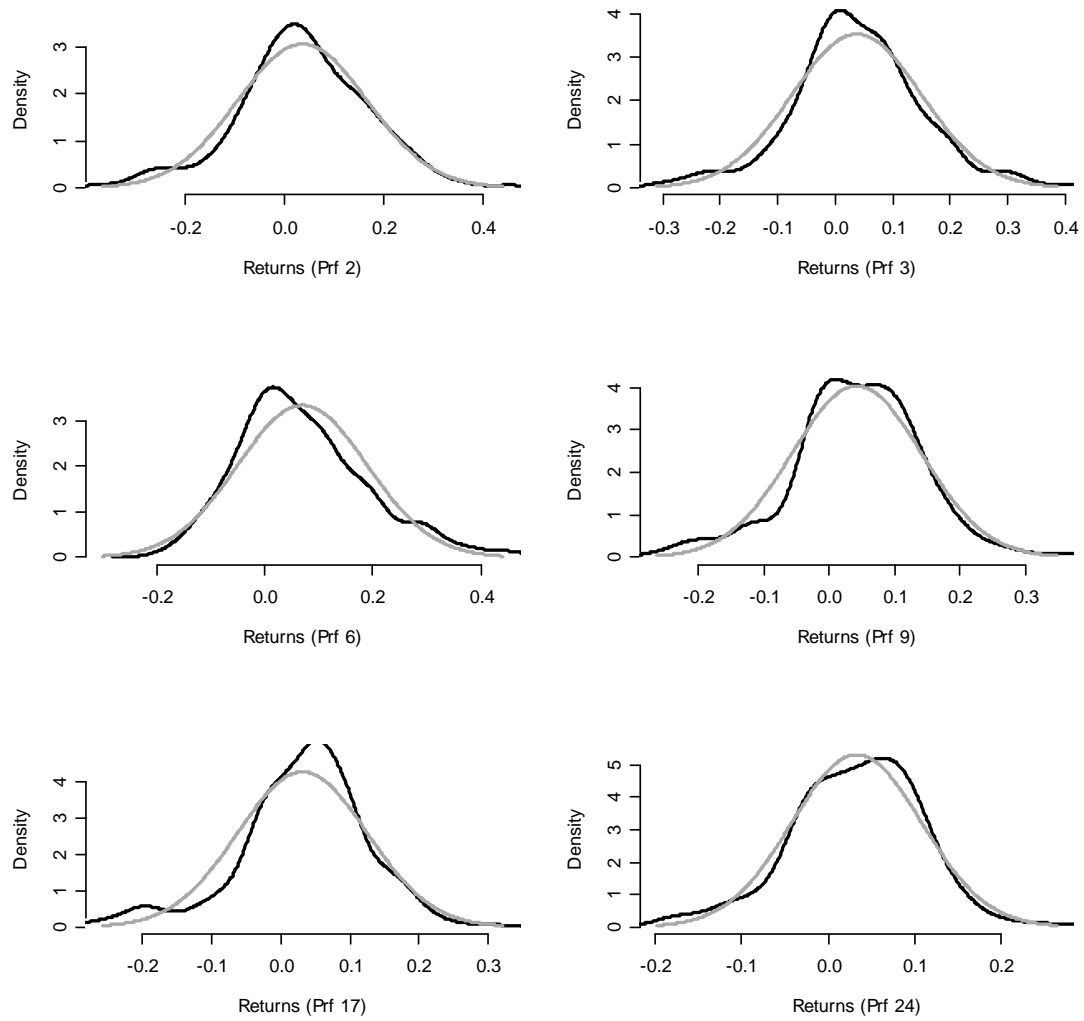 Density
3
2
1
0
-0.2 0.0 0.2 0.4
Returns (Prf 2)
Density
4
3
2
1
0
-0.3 -0.2 -0.1 0.0 0.1 0.2 0.3 0.4
Returns (Prf 3)
Density
3
2
1
0
-0.2 0.0 0.2 0.4
Returns (Prf 6)
Density
4
3
2
1
0
-0.2 -0.1 0.0 0.1 0.2 0.3
Returns (Prf 9)
Density
4
3
2
1
0
-0.2 -0.1 0.0 0.1 0.2 0.3
Returns (Prf 17)
Density
5
4
3
2
1
0
-0.2 -0.1 0.0 0.1 0.2
Returns (Prf 24)